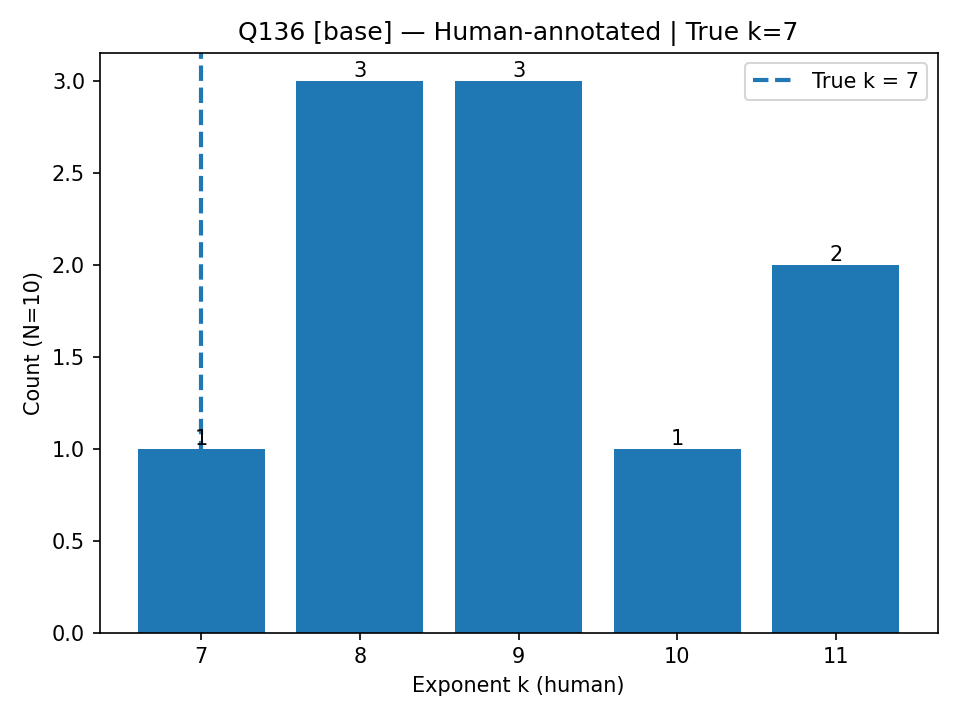 Q136 [base] — Human-annotated | True k=7
True k = 7
3.0
2.5
2.0
1.5
1.0
0.5
0.0
Count (N=10)
1
3
3
1
2
7 8 9 10 11
Exponent k (human)